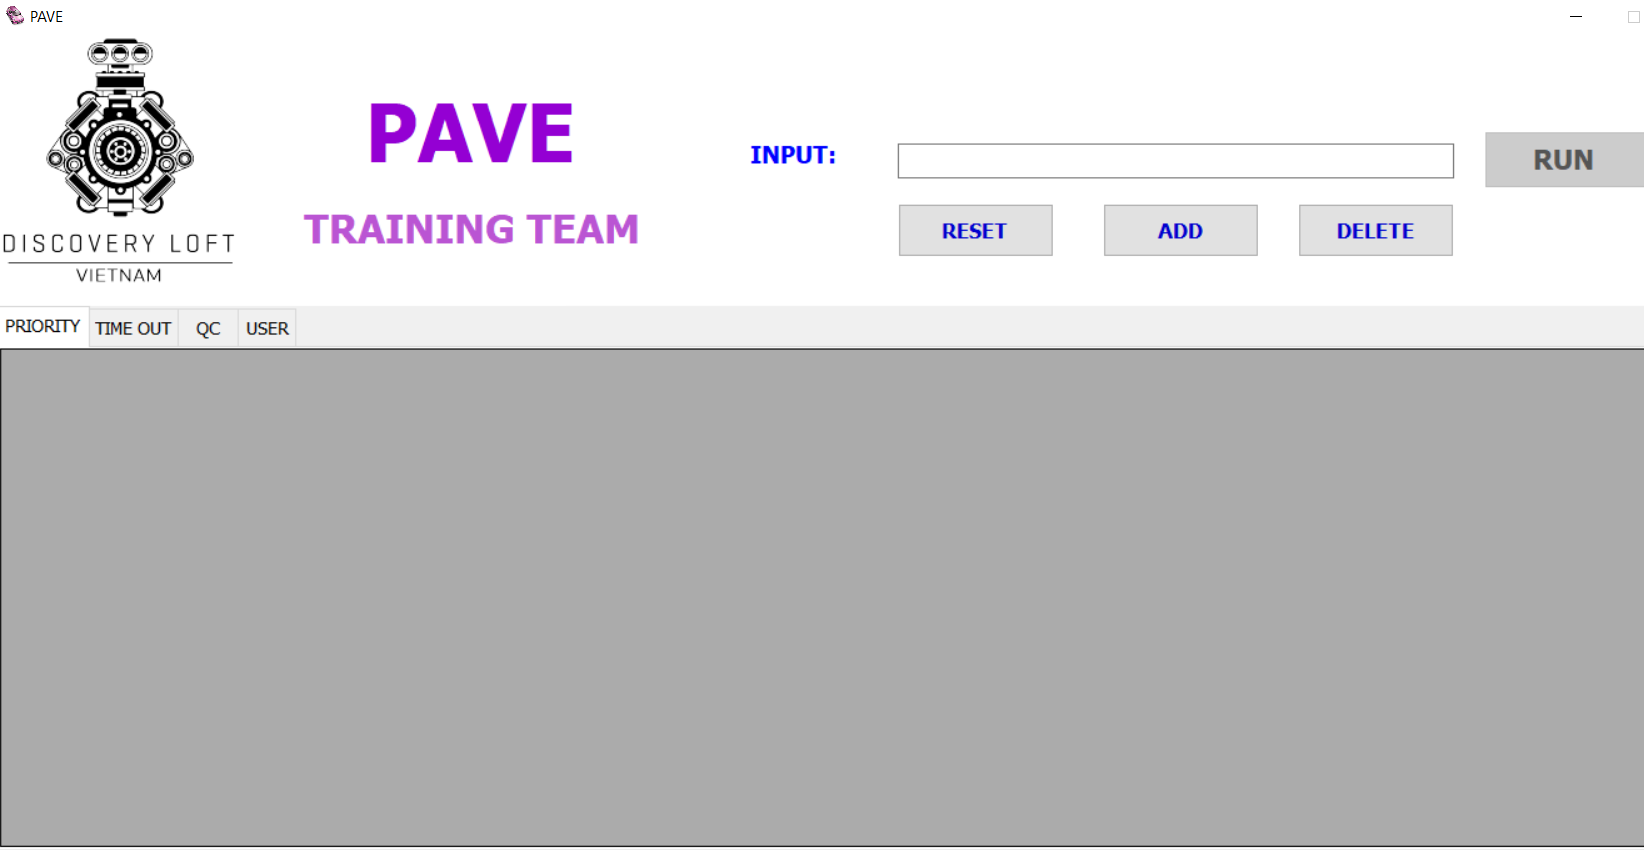 PAVE
DISCOVERY LOFT
VIETNAM
PAVE
TRAINING TEAM
INPUT:
RUN
RESET
ADD
DELETE
PRIORITY
TIME OUT
QC
USER